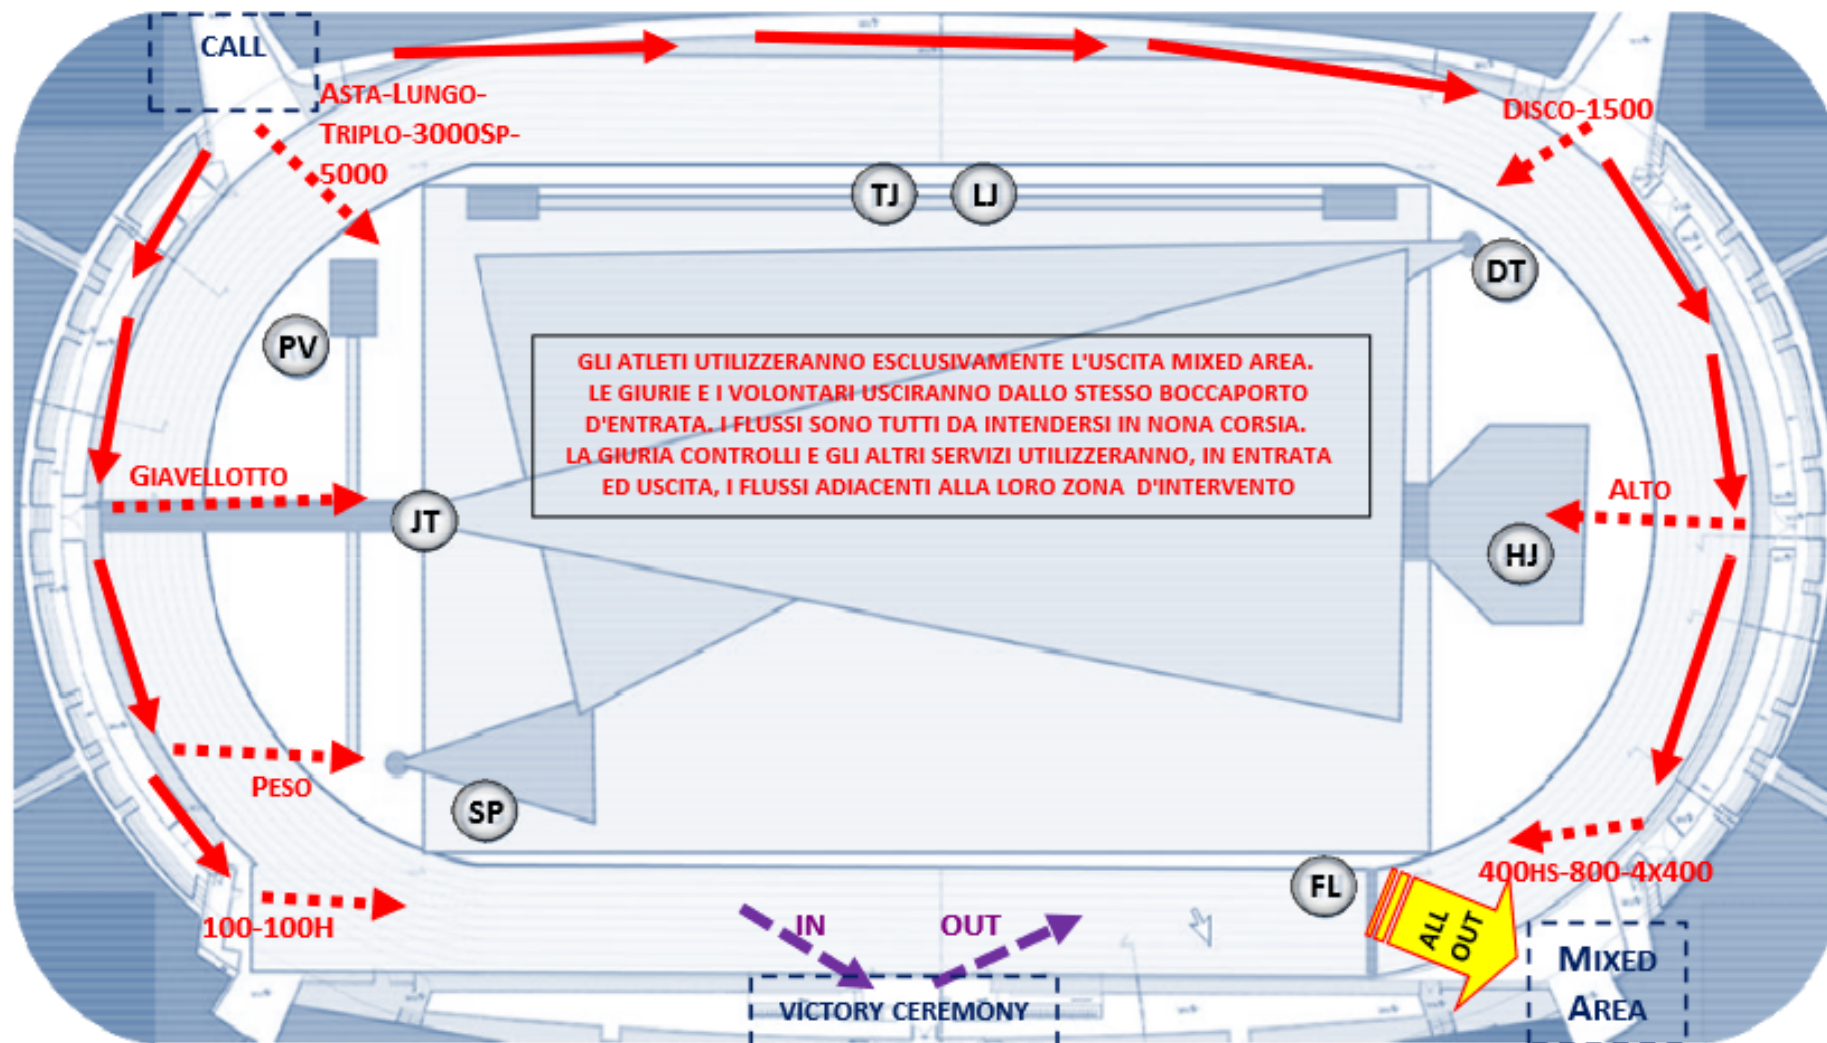 CALL
ASTA-LUNGO-
TRIPLO-3000SP-
5000
DISCO-1500
TJ
LJ
DT
PV
GLI ATLETI UTILIZZERANNO ESCLUSIVAMENTE L'USCITA MIXED AREA.
LE GIURIE E I VOLONTARI USCIRANNO DALLO STESSO BOCCAPORTO
D'ENTRATA. I FLUSSI SONO TUTTI DA INTENDERSI IN NONA CORSIA.
LA GIURIA CONTROLLI E GLI ALTRI SERVIZI UTILIZZERANNO, IN ENTRATA
ED USCITA, I FLUSSI ADIACENTI ALLA LORO ZONA D'INTERVENTO
GIAVELLOTTO
JT
ALTO
HJ
PESO
SP
FL
400HS-800-4X400
100-100H
IN
OUT
ALL
OUT
VICTORY CEREMONY
MIXED
AREA